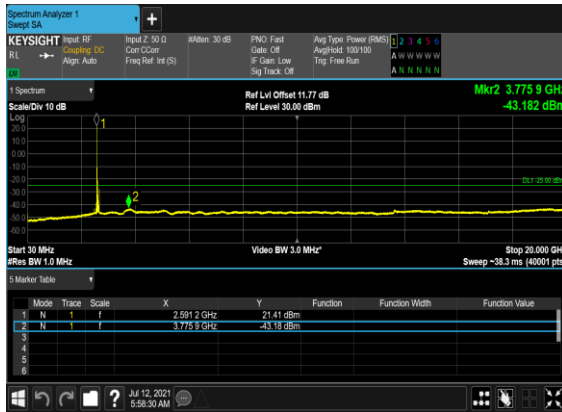 Spectrum Analyzer 1
Swept SA
+
KEYSIGHT Input: RF Input Z: 50 Ω #Atten: 30 dB PNO: Fast Avg Type: Power (RMS) 1 2 3 4 5 6
RL Coupling: DC Corr CCorr Gate: Off Avg|Hold: 100/100 A W W W W W
Align: Auto Freq Ref: Int (S) IF Gain: Low Trig: Free Run
Sig Track: Off A N N N N N
1 Spectrum Ref Lvl Offset 11.77 dB Mkr2 3.775 9 GHz
Scale/Div 10 dB Ref Level 30.00 dBm -43.182 dBm
Log
1
20.0
10.0
0.00
-10.0
-20.0
DL1 -25.00 dBm
-30.0
2
-40.0
-50.0
-60.0
Start 30 MHz Video BW 3.0 MHz* Stop 20.000 GHz
#Res BW 1.0 MHz Sweep ~38.3 ms (40001 pts)
5 Marker Table
Mode Trace Scale X Y Function Function Width Function Value
1 N 1 f 2.591 2 GHz 21.41 dBm
2 N 1 f 3.775 9 GHz -43.18 dBm
3
4
5
6
? Jul 12, 2021
5:58:30 AM